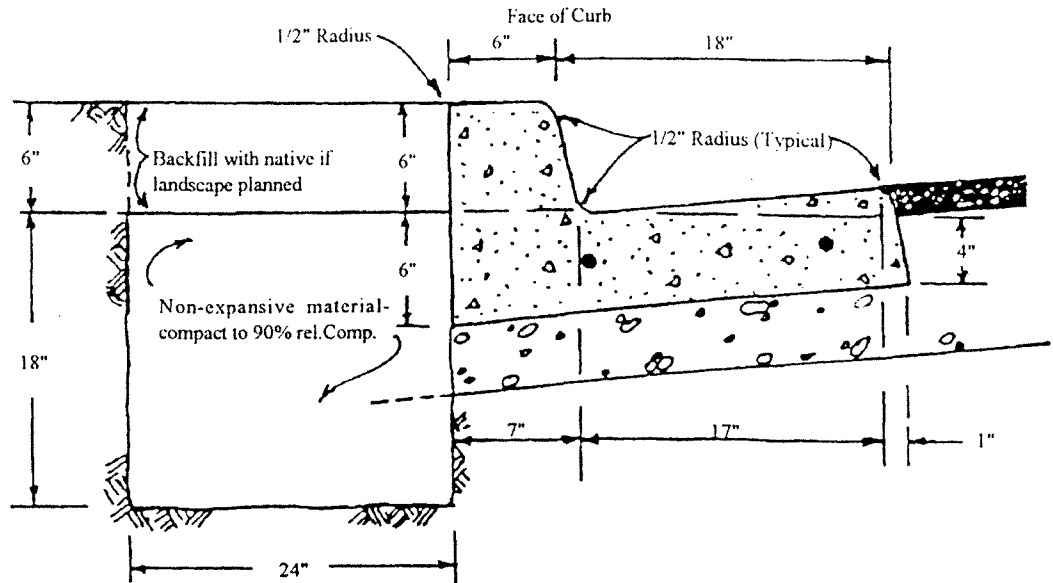 Face of Curb
1/2" Radius
6"
18"
6"
Backfill with native if
landscape planned
6"
1/2" Radius (Typical)
6"
4"
Non-expansive material-
compact to 90% rel.Comp.
18"
7"
17"
1"
24"